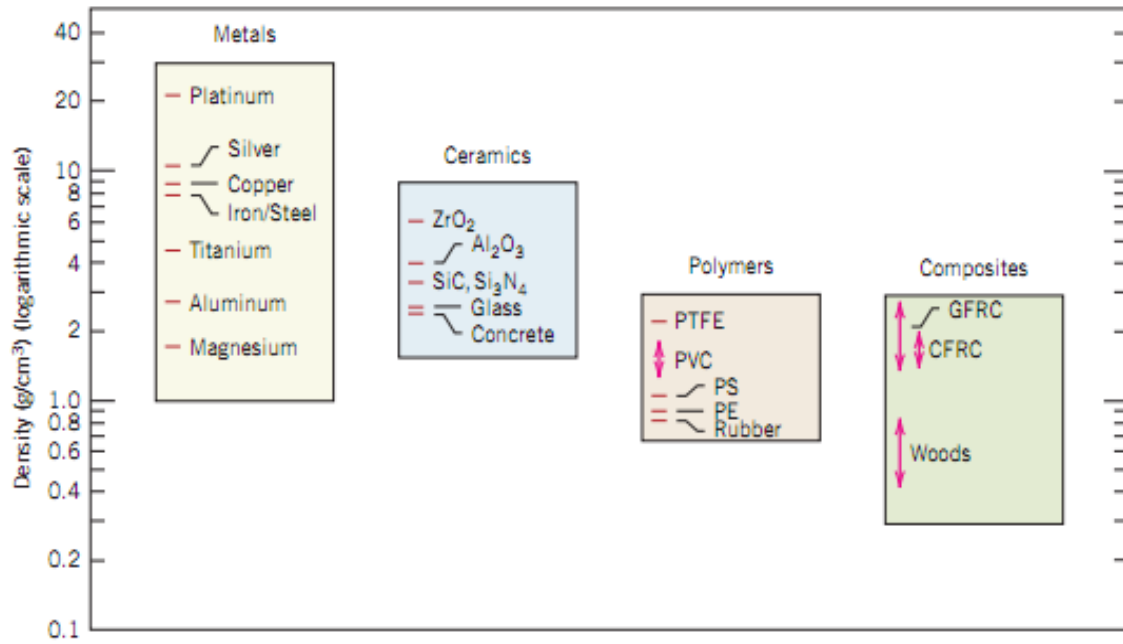 Density (g/cm³) (logarithmic scale)
40
20
10
8
6
4
2
1.0
0.8
0.6
0.4
0.2
0.1
Metals
Platinum
Silver
Copper
Iron/Steel
Titanium
Aluminum
Magnesium
Ceramics
ZrO₂
Al₂O₃
SiC, Si₃N₄
Glass
Concrete
Polymers
PTFE
PVC
PS
PE
Rubber
Composites
GFRC
CFRC
Woods